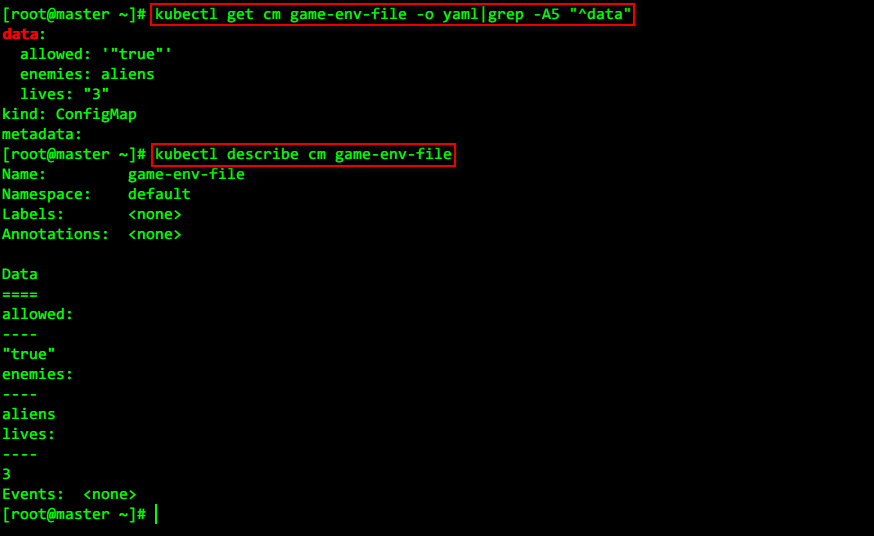 [root@master ~]# kubectl get cm game-env-file -o yaml|grep -A5 "^data"
data:
  allowed: '"true"'
  enemies: aliens
  lives: "3"
kind: ConfigMap
metadata:
[root@master ~]# kubectl describe cm game-env-file
Name:         game-env-file
Namespace:    default
Labels:       <none>
Annotations:  <none>

Data
====
allowed:
----
"true"
enemies:
----
aliens
lives:
----
3
Events:  <none>
[root@master ~]#